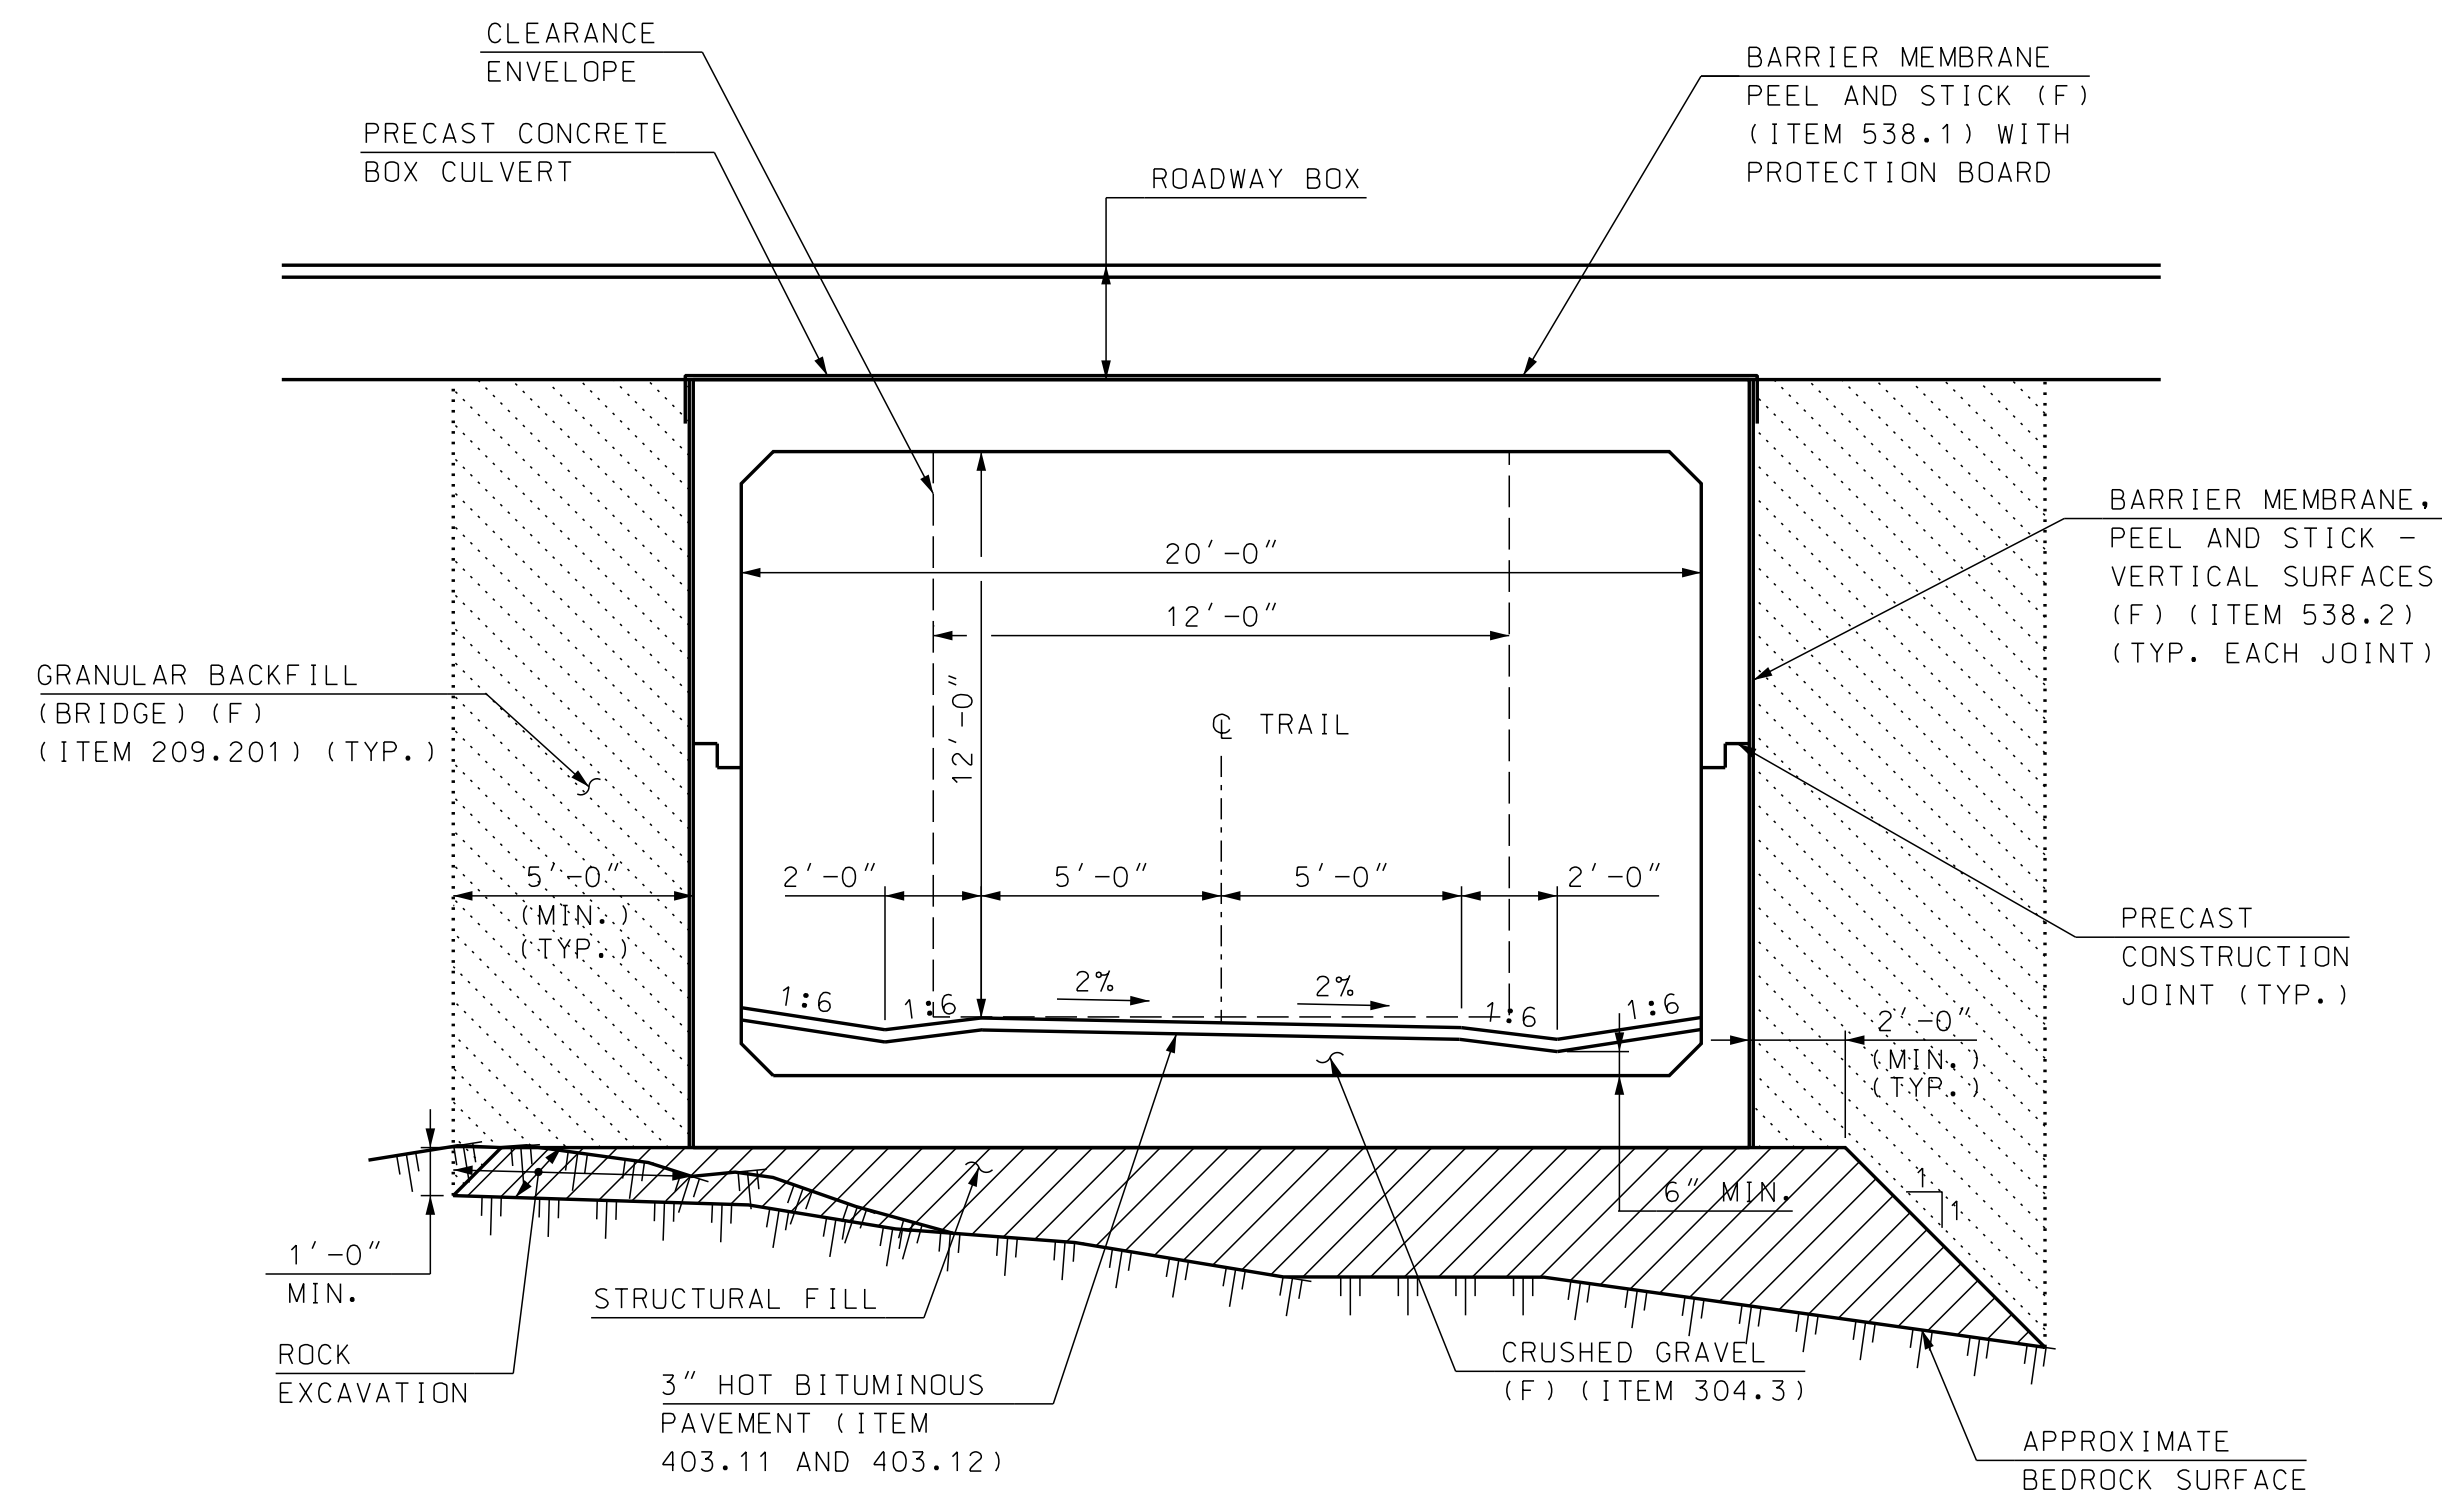 CLEARANCE
ENVELOPE
PRECAST CONCRETE
BOX CULVERT
ROADWAY BOX
BARRIER MEMBRANE
PEEL AND STICK (F)
(ITEM 538.1) WITH
PROTECTION BOARD
20'-0"
12'-0"
12'-0"
℄ TRAIL
BARRIER MEMBRANE,
PEEL AND STICK -
VERTICAL SURFACES
(F) (ITEM 538.2)
(TYP. EACH JOINT)
GRANULAR BACKFILL
(BRIDGE) (F)
(ITEM 209.201) (TYP.)
5'-0"
(MIN.)
(TYP.)
2'-0"
5'-0"
5'-0"
2'-0"
1:6
1:6
2%
2%
1:6
1:6
PRECAST
CONSTRUCTION
JOINT (TYP.)
2'-0"
(MIN.)
(TYP.)
6" MIN.
1
1
1'-0"
MIN.
ROCK
EXCAVATION
STRUCTURAL FILL
3" HOT BITUMINOUS
PAVEMENT (ITEM
403.11 AND 403.12)
CRUSHED GRAVEL
(F) (ITEM 304.3)
APPROXIMATE
BEDROCK SURFACE